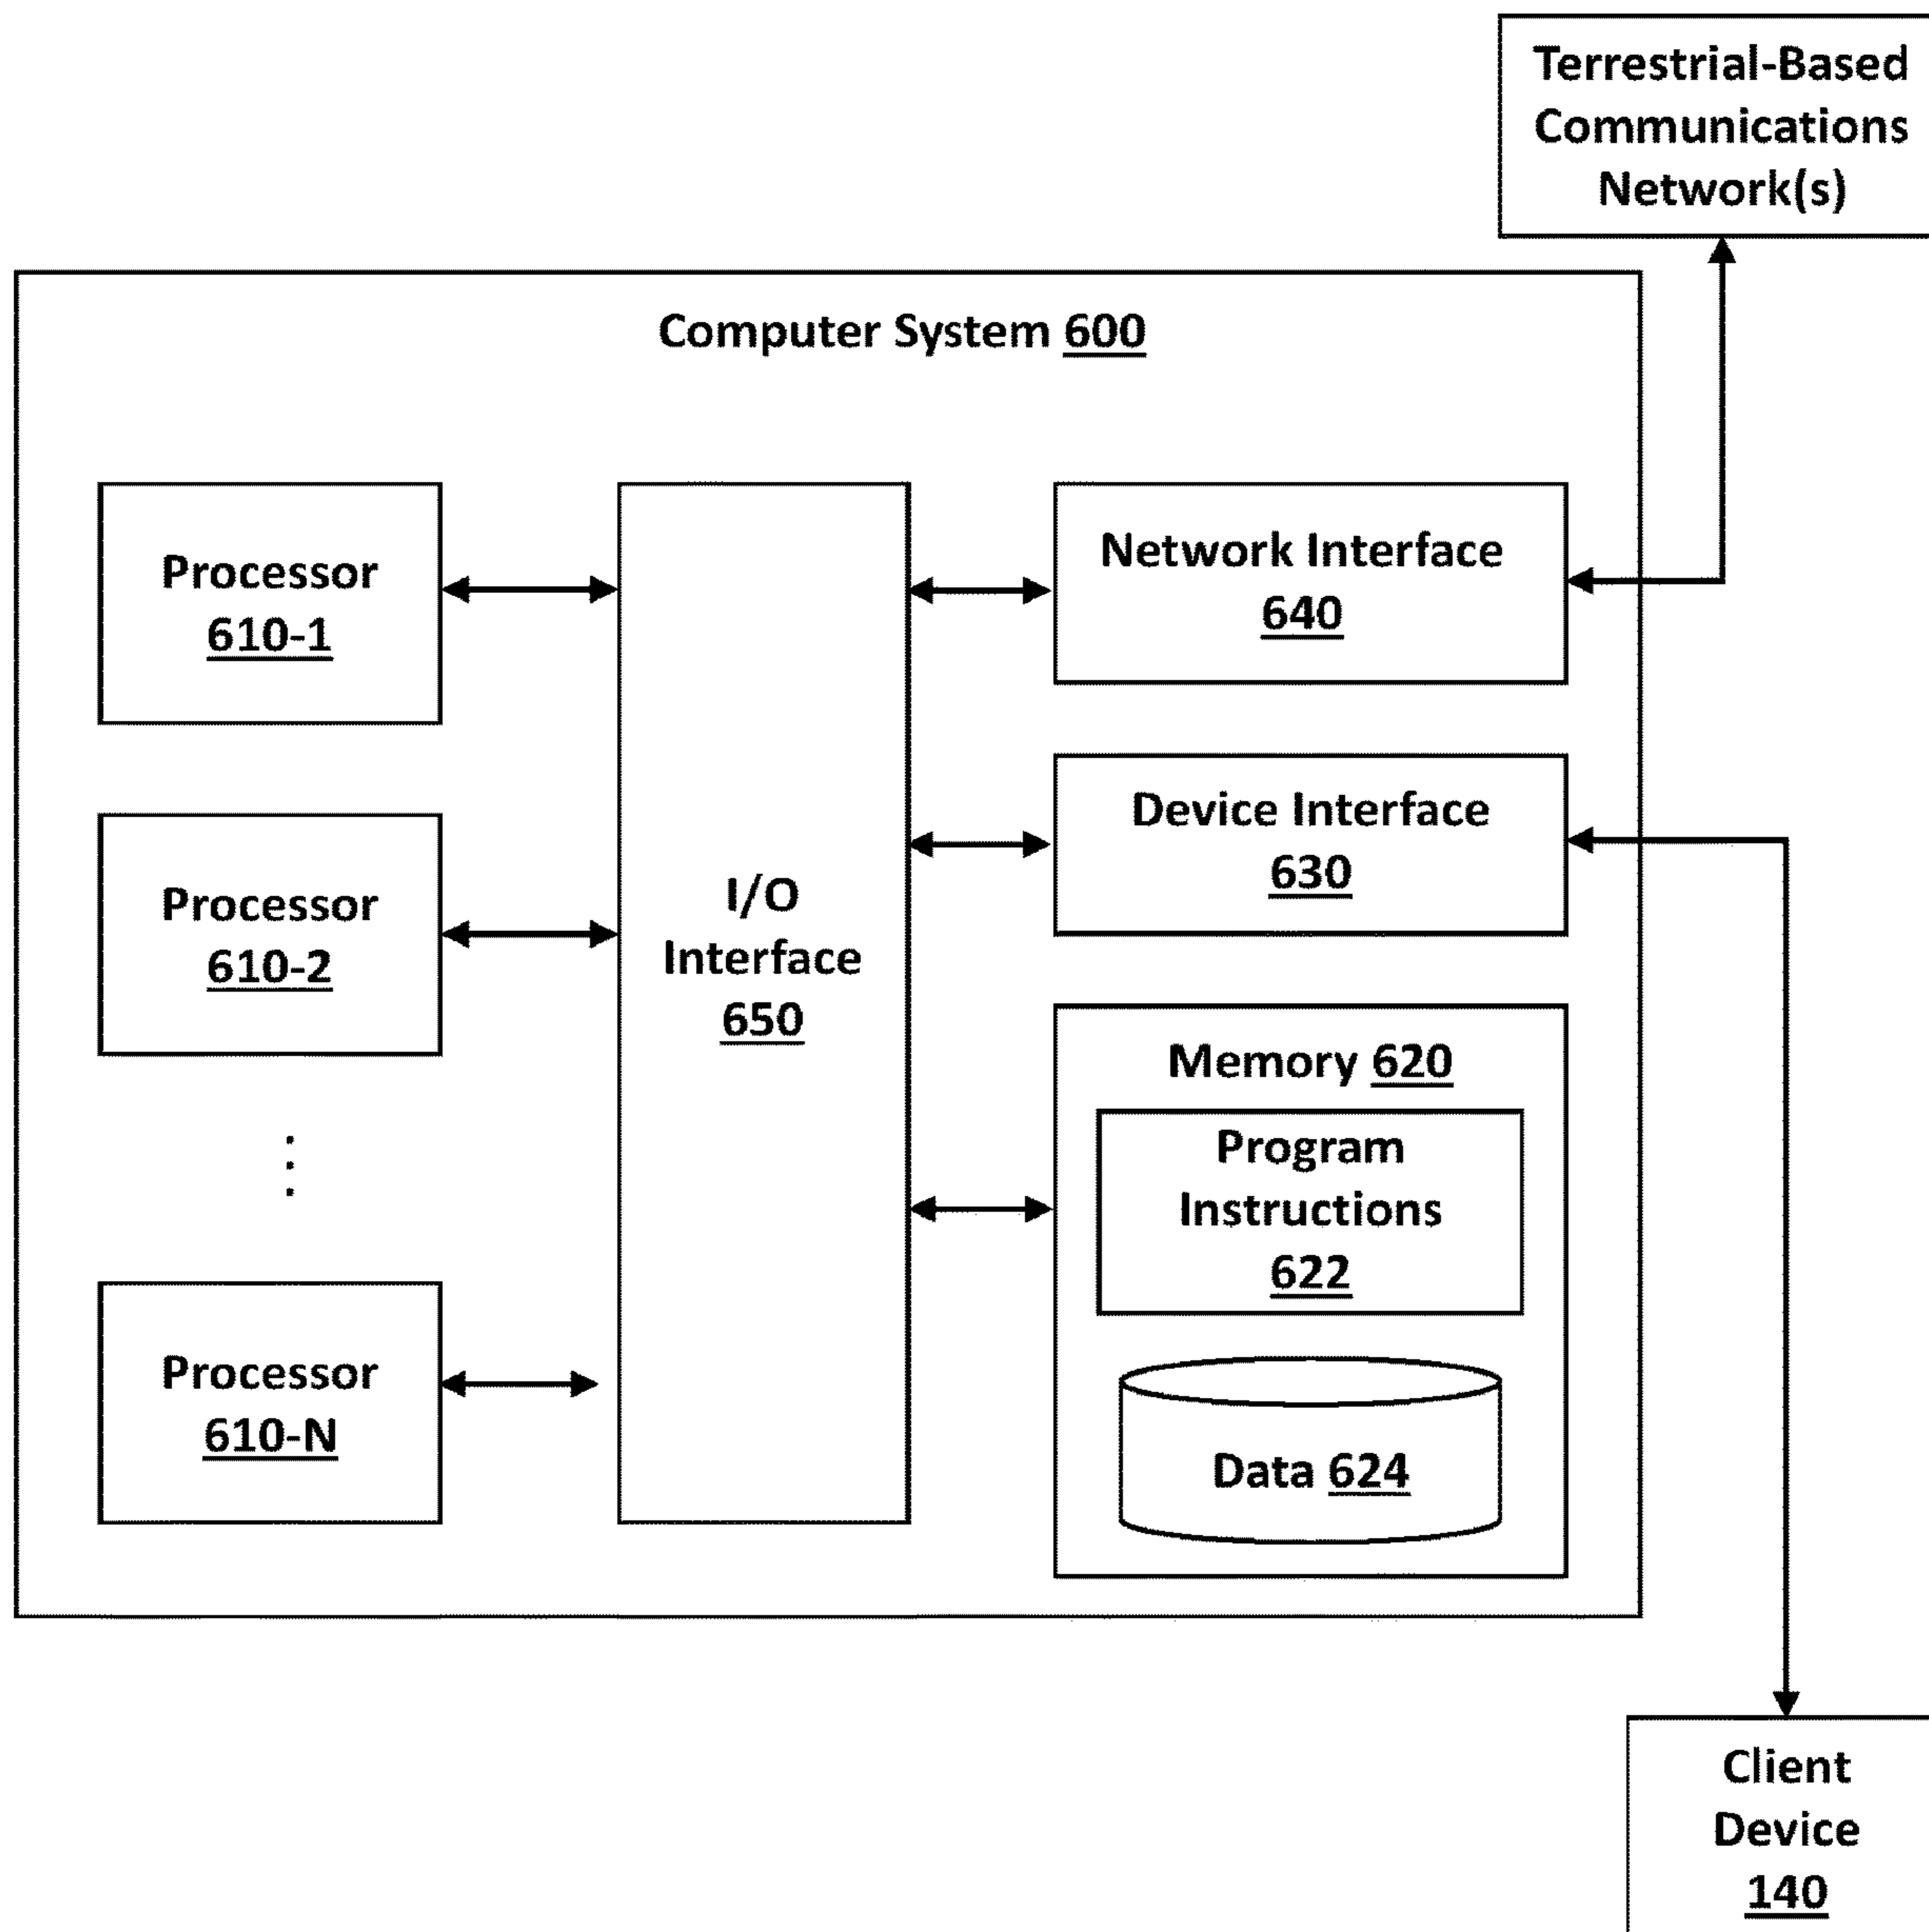 Terrestrial-Based
Communications
Network(s)
Computer System 600
Processor
610-1
Processor
610-2
Processor
610-N
I/O
Interface
650
Network Interface
640
Device Interface
630
Memory 620
Program
Instructions
622
Data 624
Client
Device
140